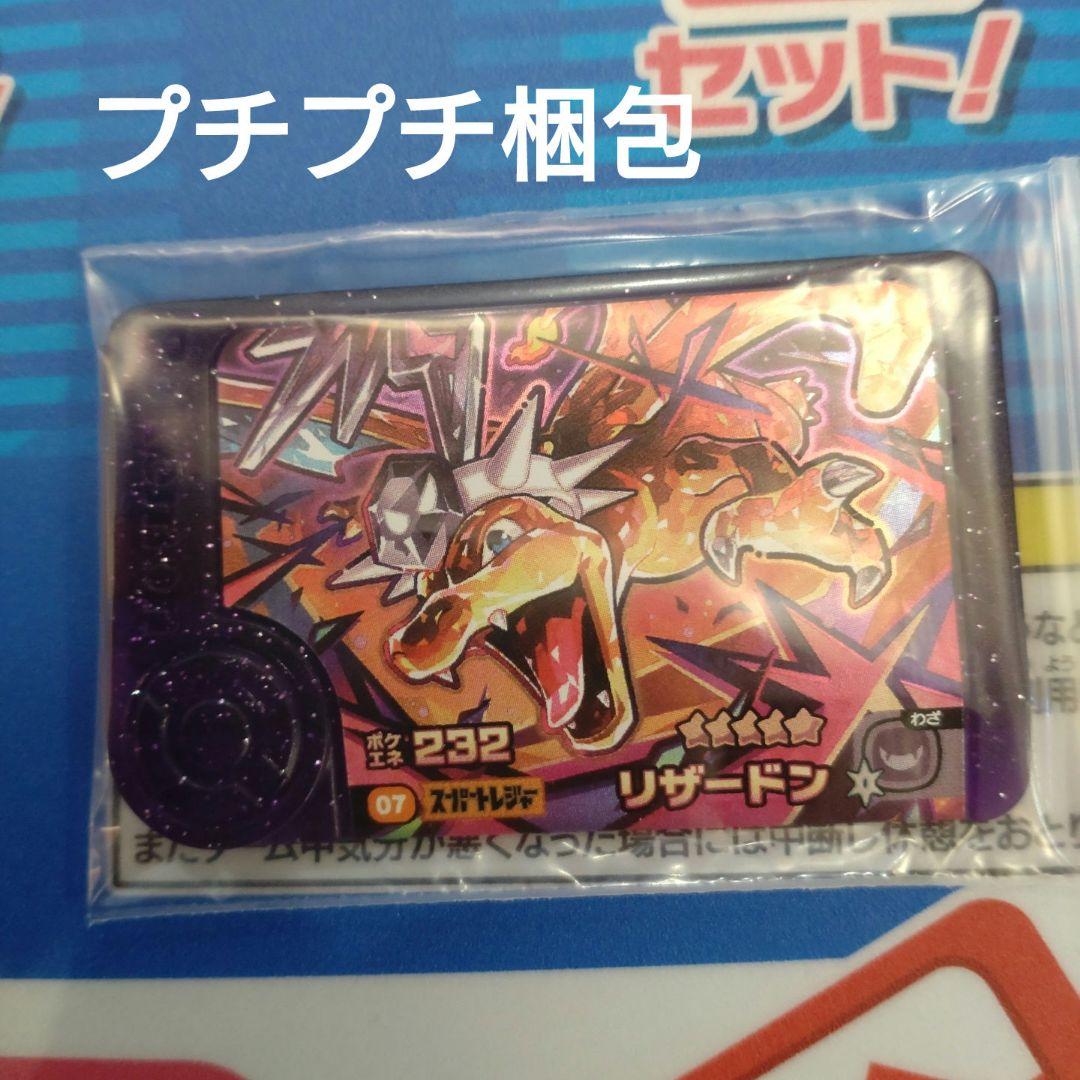 セット!
プチプチ梱包
わざ
ポケエネ 232
リザードン
07 スーパートレジャー
またゲーム中気分が悪くなった場合には中断し休憩をおとり